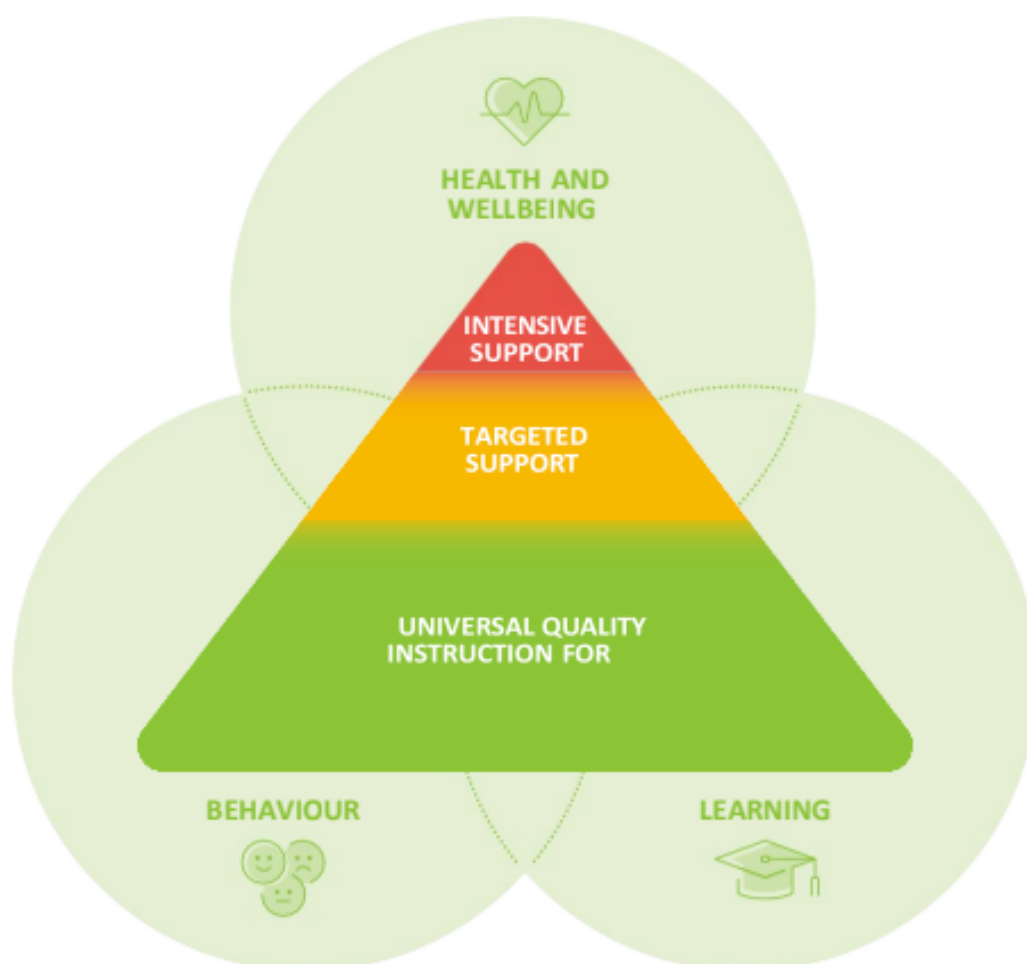 HEALTH AND
WELLBEING
INTENSIVE
SUPPORT
TARGETED
SUPPORT
UNIVERSAL QUALITY
INSTRUCTION FOR
BEHAVIOUR
LEARNING